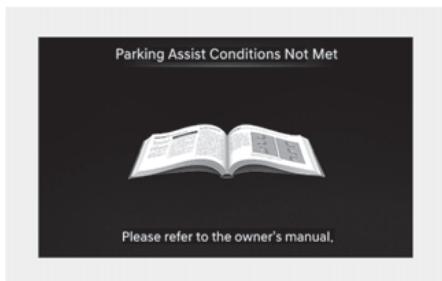 Parking Assist Conditions Not Met
Please refer to the owner's manual.